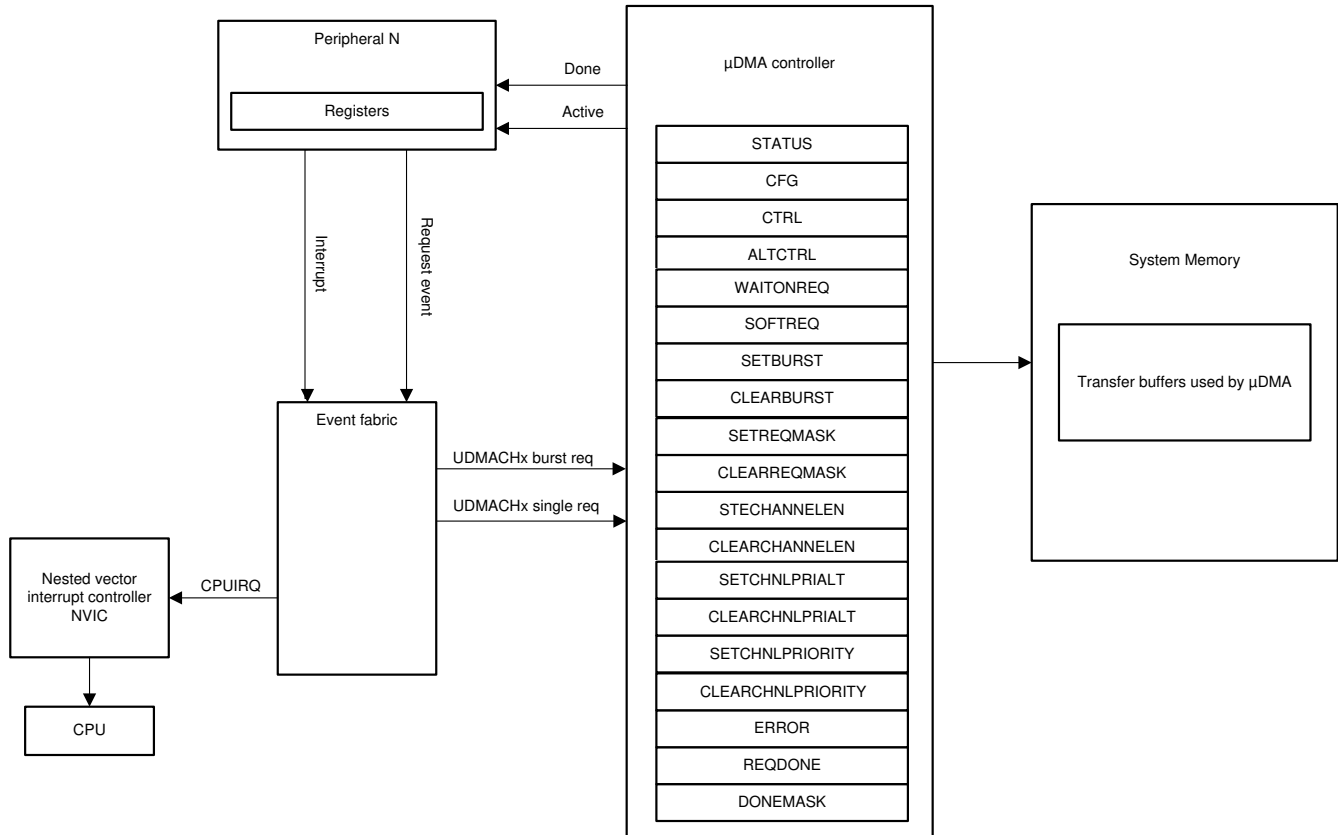 Peripheral N
Registers
Done
Active
Interrupt
Request event
Event fabric
UDMACHx burst req
UDMACHx single req
CPUIRQ
Nested vector
interrupt controller
NVIC
CPU
µDMA controller
STATUS
CFG
CTRL
ALTCTRL
WAITONREQ
SOFTREQ
SETBURST
CLEARBURST
SETREQMASK
CLEARREQMASK
STECHANNELEN
CLEARCHANNELEN
SETCHNLPRIALT
CLEARCHNLPRIALT
SETCHNLPRIORITY
CLEARCHNLPRIORITY
ERROR
REQDONE
DONEMASK
System Memory
Transfer buffers used by µDMA